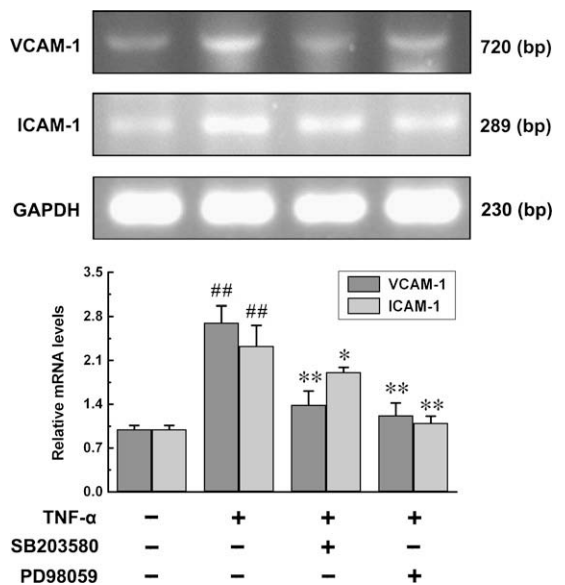 VCAM-1 720 (bp)
ICAM-1 289 (bp)
GAPDH 230 (bp)
3.5
2.8
2.1
1.4
0.7
0.0
Relative mRNA levels
VCAM-1
ICAM-1
## ##
** *
** **
TNF-α − + + +
SB203580 − − + −
PD98059 − − − +